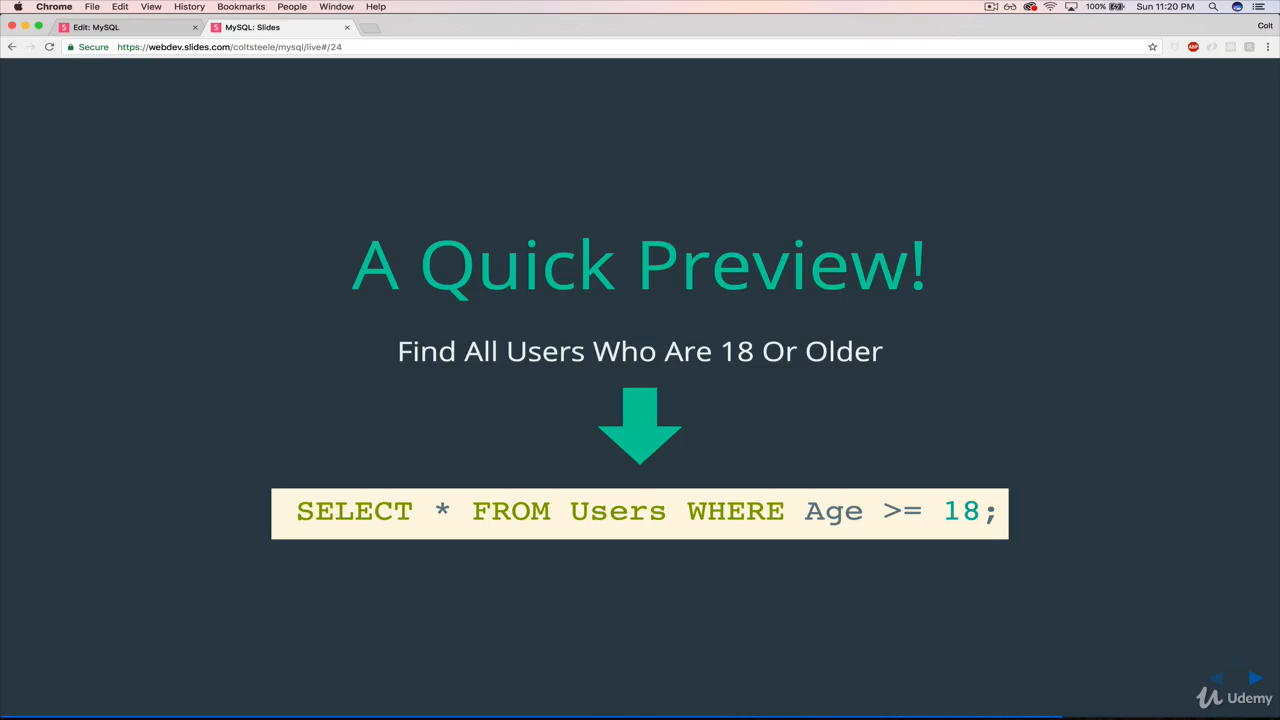 Chrome File Edit View History Bookmarks People Window Help 100% Sun 11:20 PM
Edit: MySQL MySQL: Slides Colt
Secure https://webdev.slides.com/coltsteele/mysql/live#/24 ABP
A Quick Preview!
Find All Users Who Are 18 Or Older
SELECT * FROM Users WHERE Age >= 18;
Udemy